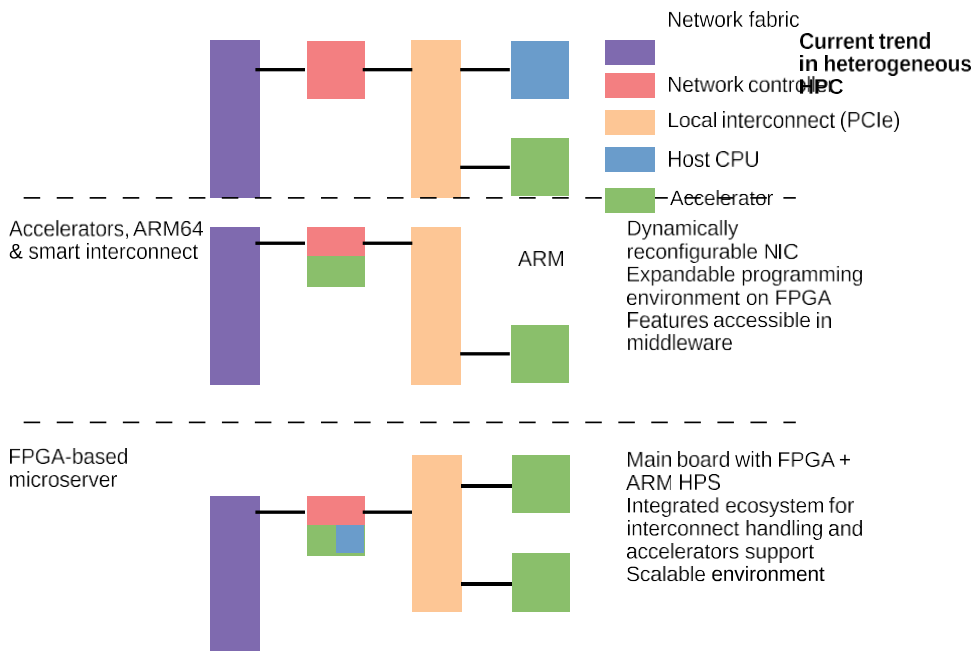 Network fabric
Current trend
in heterogeneous
HPC
Network controller
Local interconnect (PCIe)
Host CPU
Accelerator
Accelerators, ARM64
& smart interconnect
ARM
Dynamically
reconfigurable NIC
Expandable programming
environment on FPGA
Features accessible in
middleware
FPGA-based
microserver
Main board with FPGA +
ARM HPS
Integrated ecosystem for
interconnect handling and
accelerators support
Scalable environment